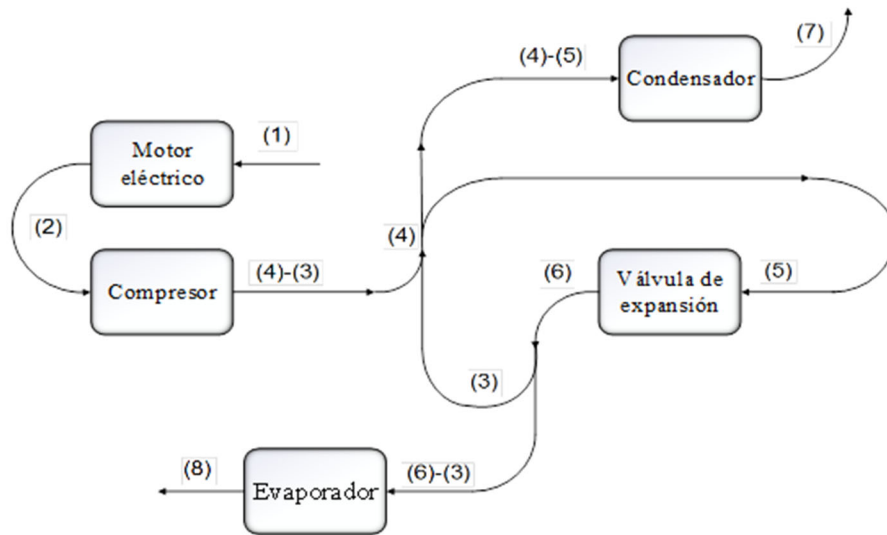 (7)
(4)-(5)
Condensador
(1)
Motor
eléctrico
(2)
(4)
(4)-(3)
Compresor
(6)
Válvula de
expansión
(5)
(3)
(8)
Evaporador
(6)-(3)